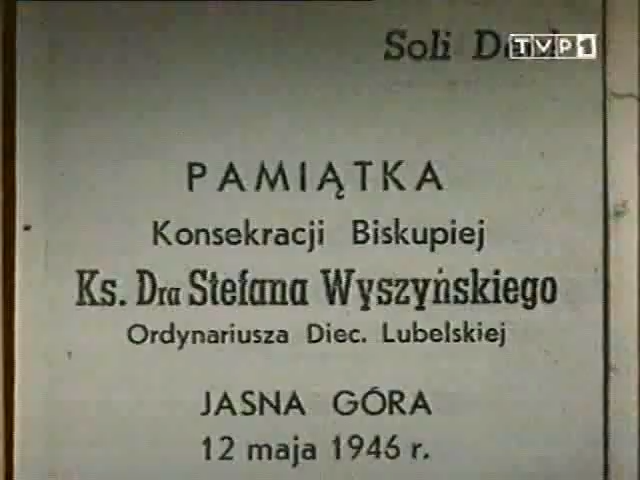 Soli
TVP1
PAMIĄTKA
Konsekracji Biskupiej
Ks. Dra Stefana Wyszyńskiego
Ordynariusza Diec. Lubelskiej
JASNA GÓRA
12 maja 1946 r.